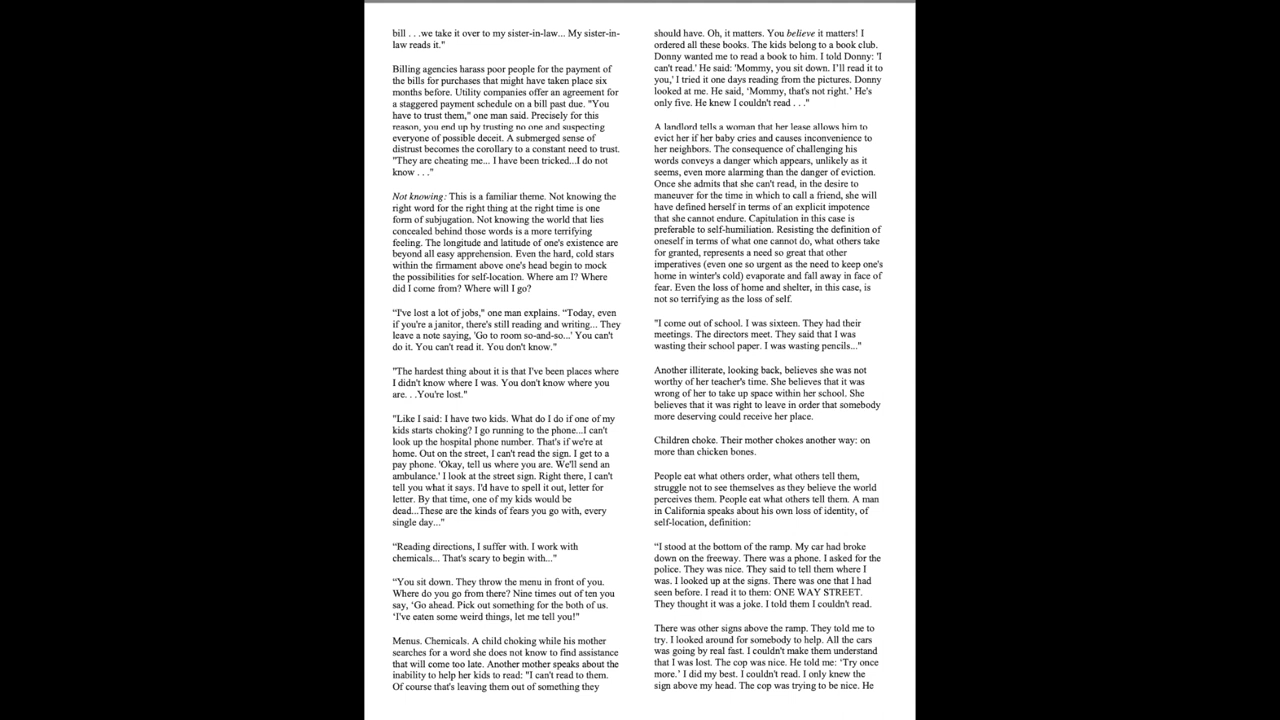 bill . . .we take it over to my sister-in-law... My sister-in-
law reads it."
Billing agencies harass poor people for the payment of
the bills for purchases that might have taken place six
months before. Utility companies offer an agreement for
a staggered payment schedule on a bill past due. "You
have to trust them," one man said. Precisely for this
reason, you end up by trusting no one and suspecting
everyone of possible deceit. A submerged sense of
distrust becomes the corollary to a constant need to trust.
"They are cheating me... I have been tricked...I do not
know . . ."
Not knowing: This is a familiar theme. Not knowing the
right word for the right thing at the right time is one
form of subjugation. Not knowing the world that lies
concealed behind those words is a more terrifying
feeling. The longitude and latitude of one's existence are
beyond all easy apprehension. Even the hard, cold stars
within the firmament above one's head begin to mock
the possibilities for self-location. Where am I? Where
did I come from? Where will I go?
“I've lost a lot of jobs," one man explains. “Today, even
if you're a janitor, there's still reading and writing... They
leave a note saying, 'Go to room so-and-so...' You can't
do it. You can't read it. You don't know."
"The hardest thing about it is that I've been places where
I didn't know where I was. You don't know where you
are. . .You're lost."
"Like I said: I have two kids. What do I do if one of my
kids starts choking? I go running to the phone...I can't
look up the hospital phone number. That's if we're at
home. Out on the street, I can't read the sign. I get to a
pay phone. 'Okay, tell us where you are. We'll send an
ambulance.' I look at the street sign. Right there, I can't
tell you what it says. I'd have to spell it out, letter for
letter. By that time, one of my kids would be
dead...These are the kinds of fears you go with, every
single day..."
“Reading directions, I suffer with. I work with
chemicals... That's scary to begin with..."
“You sit down. They throw the menu in front of you.
Where do you go from there? Nine times out of ten you
say, ‘Go ahead. Pick out something for the both of us.
‘I've eaten some weird things, let me tell you!"
Menus. Chemicals. A child choking while his mother
searches for a word she does not know to find assistance
that will come too late. Another mother speaks about the
inability to help her kids to read: "I can't read to them.
Of course that's leaving them out of something they
should have. Oh, it matters. You believe it matters! I
ordered all these books. The kids belong to a book club.
Donny wanted me to read a book to him. I told Donny: 'I
can't read.' He said: 'Mommy, you sit down. I’ll read it to
you,' I tried it one days reading from the pictures. Donny
looked at me. He said, ‘Mommy, that's not right.’ He's
only five. He knew I couldn't read . . ."
A landlord tells a woman that her lease allows him to
evict her if her baby cries and causes inconvenience to
her neighbors. The consequence of challenging his
words conveys a danger which appears, unlikely as it
seems, even more alarming than the danger of eviction.
Once she admits that she can't read, in the desire to
maneuver for the time in which to call a friend, she will
have defined herself in terms of an explicit impotence
that she cannot endure. Capitulation in this case is
preferable to self-humiliation. Resisting the definition of
oneself in terms of what one cannot do, what others take
for granted, represents a need so great that other
imperatives (even one so urgent as the need to keep one's
home in winter's cold) evaporate and fall away in face of
fear. Even the loss of home and shelter, in this case, is
not so terrifying as the loss of self.
"I come out of school. I was sixteen. They had their
meetings. The directors meet. They said that I was
wasting their school paper. I was wasting pencils..."
Another illiterate, looking back, believes she was not
worthy of her teacher's time. She believes that it was
wrong of her to take up space within her school. She
believes that it was right to leave in order that somebody
more deserving could receive her place.
Children choke. Their mother chokes another way: on
more than chicken bones.
People eat what others order, what others tell them,
struggle not to see themselves as they believe the world
perceives them. People eat what others tell them. A man
in California speaks about his own loss of identity, of
self-location, definition:
“I stood at the bottom of the ramp. My car had broke
down on the freeway. There was a phone. I asked for the
police. They was nice. They said to tell them where I
was. I looked up at the signs. There was one that I had
seen before. I read it to them: ONE WAY STREET.
They thought it was a joke. I told them I couldn't read.
There was other signs above the ramp. They told me to
try. I looked around for somebody to help. All the cars
was going by real fast. I couldn't make them understand
that I was lost. The cop was nice. He told me: ‘Try once
more.’ I did my best. I couldn't read. I only knew the
sign above my head. The cop was trying to be nice. He